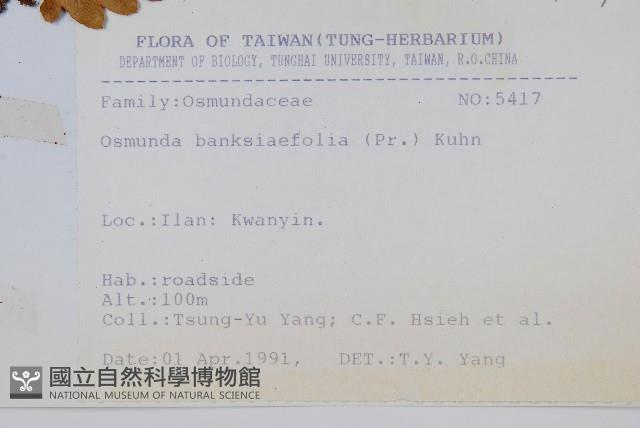 FLORA OF TAIWAN(TUNG-HERBARIUM)
DEPARTMENT OF BIOLOGY, TUNGHAI UNIVERSITY, TAIWAN, R.O.CHINA
Family:Osmundaceae NO:5417
Osmunda banksiaefolia (Pr.) Kuhn
Loc.:Ilan: Kwanyin.
Hab.:roadside
Alt.:100m
Coll.:Tsung-Yu Yang; C.F. Hsieh et al.
Date:01 Apr.1991, DET.:T.Y. Yang
國立自然科學博物館
NATIONAL MUSEUM OF NATURAL SCIENCE